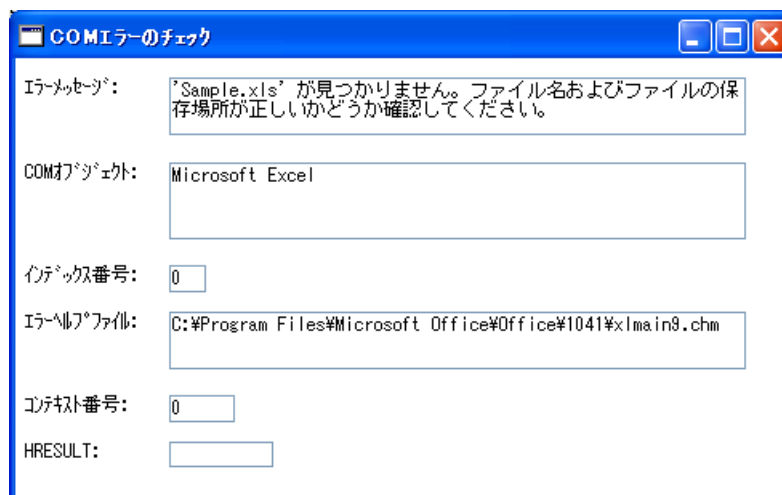 COMエラーのチェック
エラーメッセージ: 'Sample.xls' が見つかりません。ファイル名およびファイルの保
存場所が正しいかどうか確認してください。
COMオブジェクト: Microsoft Excel
インデックス番号: 0
エラーヘルプファイル: C:¥Program Files¥Microsoft Office¥Office¥1041¥xlmain9.chm
コンテキスト番号: 0
HRESULT: